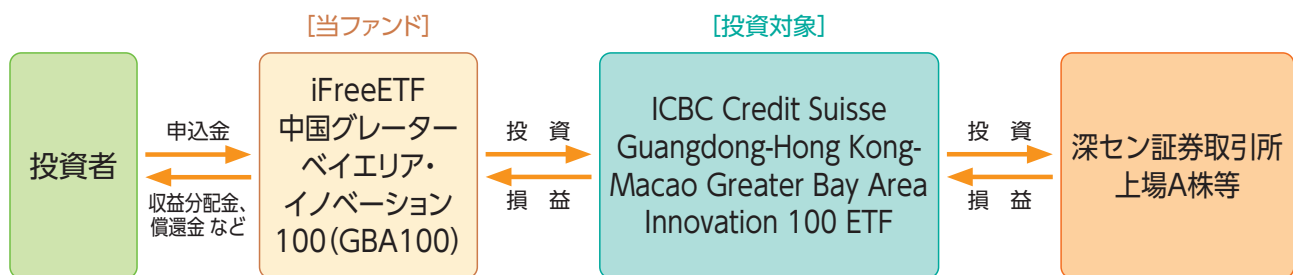 [当ファンド]
[投資対象]
投資者
申込金
収益分配金、
償還金 など
iFreeETF
中国グレーター
ベイエリア・
イノベーション
100(GBA100)
投 資
損 益
ICBC Credit Suisse
Guangdong-Hong Kong-
Macao Greater Bay Area
Innovation 100 ETF
投 資
損 益
深セン証券取引所
上場A株等